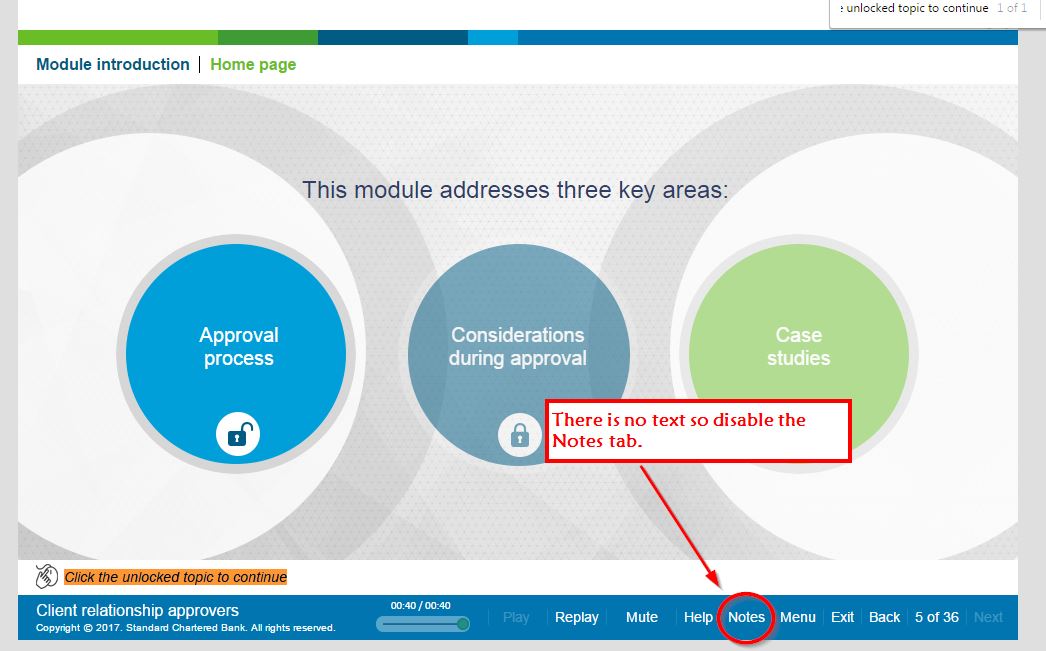 : unlocked topic to continue 1 of 1
Module introduction | Home page
This module addresses three key areas:
Approval
process
Considerations
during approval
Case
studies
There is no text so disable the
Notes tab.
Click the unlocked topic to continue
Client relationship approvers
Copyright © 2017. Standard Chartered Bank. All rights reserved.
00:40 / 00:40
Play Replay Mute Help Notes Menu Exit Back 5 of 36 Next